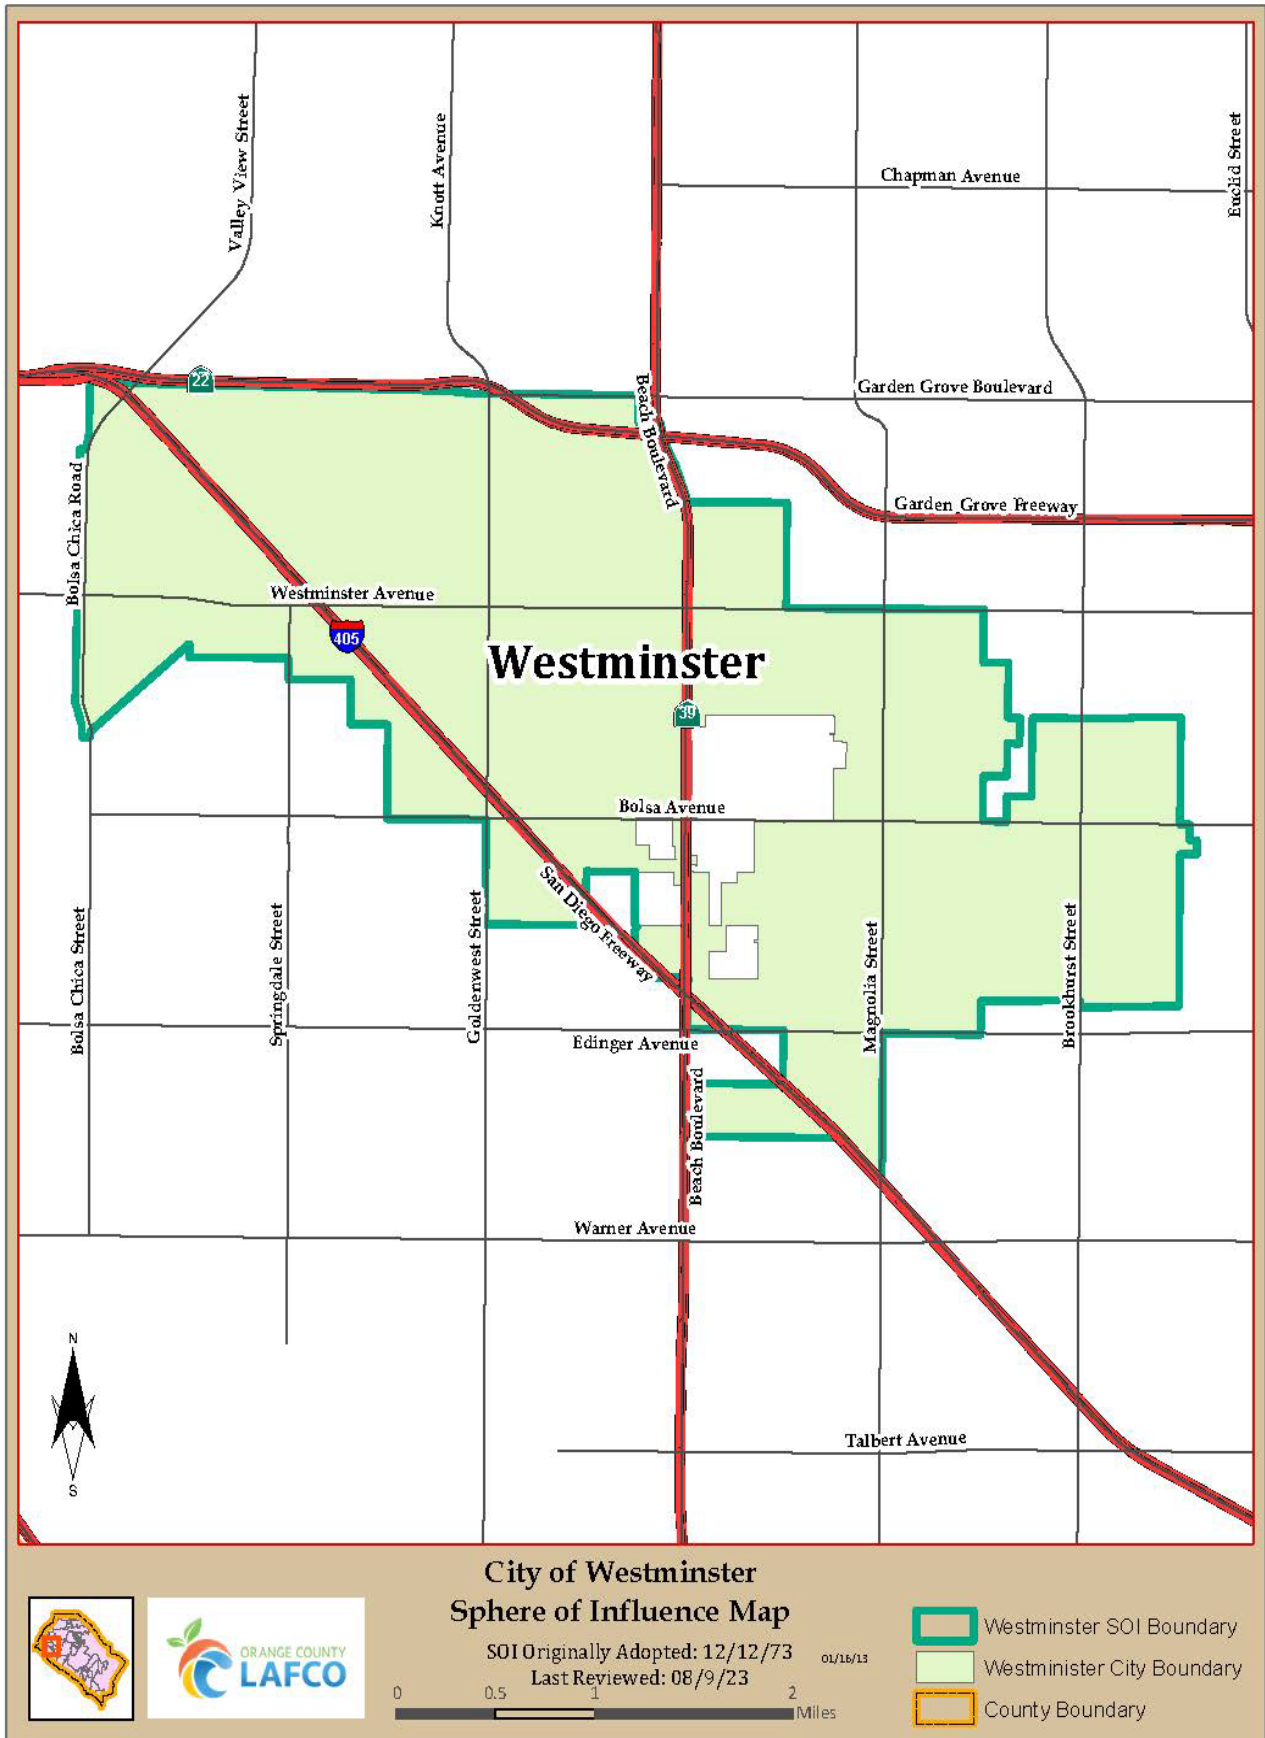 Valley View Street
Knott Avenue
Euclid Street
Chapman Avenue
22
Beach Boulevard
Garden Grove Boulevard
Garden Grove Freeway
Bolsa Chica Road
Westminster Avenue
405
Westminster
39
Bolsa Avenue
San Diego Freeway
Bolsa Chica Street
Springdale Street
Goldenwest Street
Magnolia Street
Brookhurst Street
Edinger Avenue
Beach Boulevard
Warner Avenue
Talbert Avenue
N
S
City of Westminster
Sphere of Influence Map
SOI Originally Adopted: 12/12/73
01/16/13
Last Reviewed: 08/9/23
0 0.5 1 2
Miles
ORANGE COUNTY
LAFCO
Westminster SOI Boundary
Westminister City Boundary
County Boundary